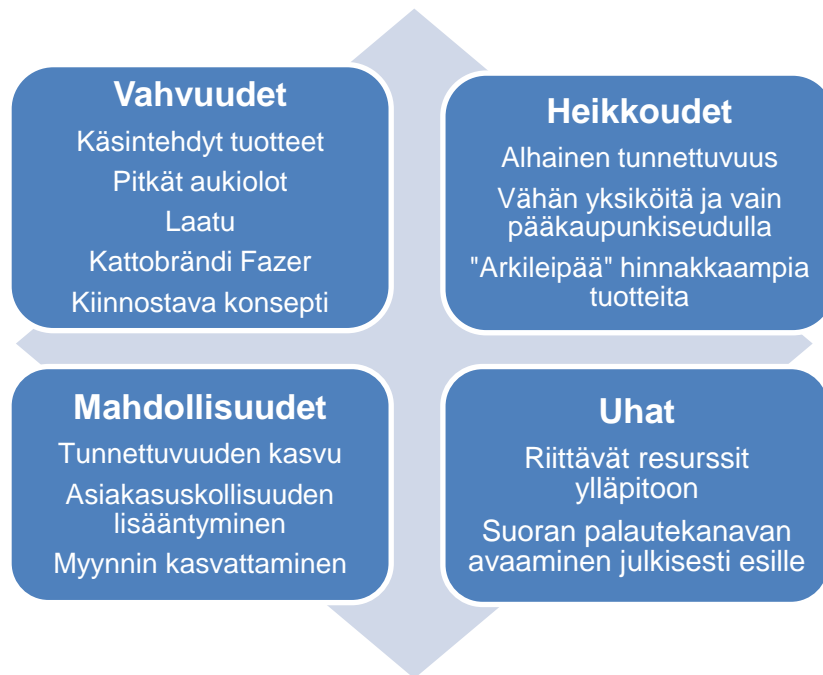 Vahvuudet
Käsintehdyt tuotteet
Pitkät aukiolot
Laatu
Kattobrändi Fazer
Kiinnostava konsepti
Heikkoudet
Alhainen tunnettuvuus
Vähän yksiköitä ja vain
pääkaupunkiseudulla
"Arkileipää" hinnakkaampia
tuotteita
Mahdollisuudet
Tunnettuvuuden kasvu
Asiakasuskollisuuden
lisääntyminen
Myynnin kasvattaminen
Uhat
Riittävät resurssit
ylläpitoon
Suoran palautekanavan
avaaminen julkisesti esille